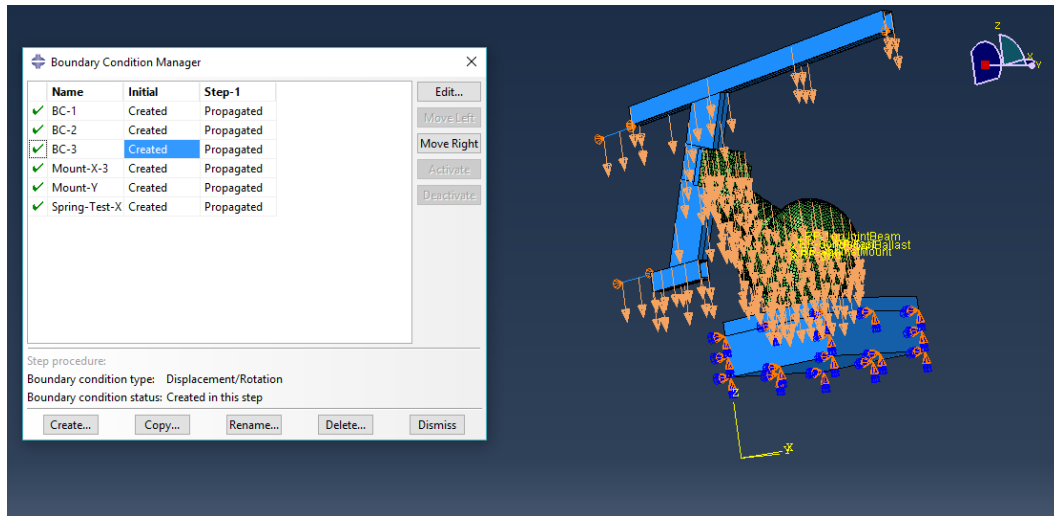 Boundary Condition Manager
Name Initial Step-1
BC-1 Created Propagated
BC-2 Created Propagated
BC-3 Created Propagated
Mount-X-3 Created Propagated
Mount-Y Created Propagated
Spring-Test-X Created Propagated
Edit...
Move Left
Move Right
Activate
Deactivate
Step procedure:
Boundary condition type: Displacement/Rotation
Boundary condition status: Created in this step
Create... Copy... Rename... Delete... Dismiss
Z
X
Y
Z
X